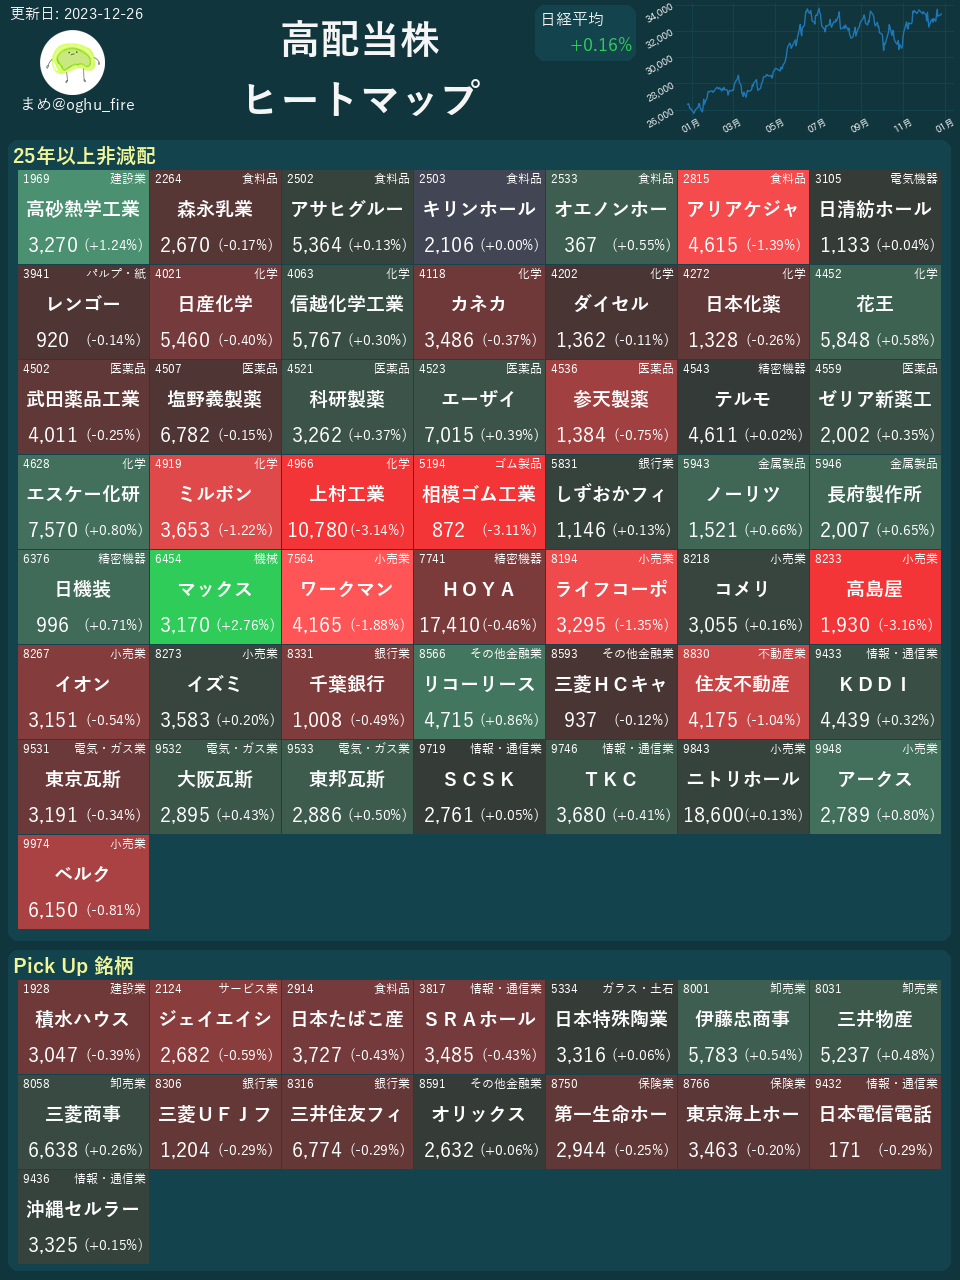 更新日: 2023-12-26
まめ@oghu_fire
高配当株
ヒートマップ
日経平均
+0.16%
34,000
32,000
30,000
28,000
26,000
01月 03月 05月 07月 09月 11月 01月
25年以上非減配
1969 建設業 2264 食料品 2502 食料品 2503 食料品 2533 食料品 2815 食料品 3105 電気機器
高砂熱学工業 森永乳業 アサヒグルー キリンホール オエノンホー アリアケジャ 日清紡ホール
3,270 (+1.24%) 2,670 (-0.17%) 5,364 (+0.13%) 2,106 (+0.00%) 367 (+0.55%) 4,615 (-1.39%) 1,133 (+0.04%)
3941 パルプ・紙 4021 化学 4063 化学 4118 化学 4202 化学 4272 化学 4452 化学
レンゴー 日産化学 信越化学工業 カネカ ダイセル 日本化薬 花王
920 (-0.14%) 5,460 (-0.40%) 5,767 (+0.30%) 3,486 (-0.37%) 1,362 (-0.11%) 1,328 (-0.26%) 5,848 (+0.58%)
4502 医薬品 4507 医薬品 4521 医薬品 4523 医薬品 4536 医薬品 4543 精密機器 4559 医薬品
武田薬品工業 塩野義製薬 科研製薬 エーザイ 参天製薬 テルモ ゼリア新薬工
4,011 (-0.25%) 6,782 (-0.15%) 3,262 (+0.37%) 7,015 (+0.39%) 1,384 (-0.75%) 4,611 (+0.02%) 2,002 (+0.35%)
4628 化学 4919 化学 4966 化学 5194 ゴム製品 5831 銀行業 5943 金属製品 5946 金属製品
エスケー化研 ミルボン 上村工業 相模ゴム工業 しずおかフィ ノーリツ 長府製作所
7,570 (+0.80%) 3,653 (-1.22%) 10,780 (-3.14%) 872 (-3.11%) 1,146 (+0.13%) 1,521 (+0.66%) 2,007 (+0.65%)
6376 精密機器 6454 機械 7564 小売業 7741 精密機器 8194 小売業 8218 小売業 8233 小売業
日機装 マックス ワークマン ＨＯＹＡ ライフコーポ コメリ 高島屋
996 (+0.71%) 3,170 (+2.76%) 4,165 (-1.88%) 17,410 (-0.46%) 3,295 (-1.35%) 3,055 (+0.16%) 1,930 (-3.16%)
8267 小売業 8273 小売業 8331 銀行業 8566 その他金融業 8593 その他金融業 8830 不動産業 9433 情報・通信業
イオン イズミ 千葉銀行 リコーリース 三菱ＨＣキャ 住友不動産 ＫＤＤＩ
3,151 (-0.54%) 3,583 (+0.20%) 1,008 (-0.49%) 4,715 (+0.86%) 937 (-0.12%) 4,175 (-1.04%) 4,439 (+0.32%)
9531 電気・ガス業 9532 電気・ガス業 9533 電気・ガス業 9719 情報・通信業 9746 情報・通信業 9843 小売業 9948 小売業
東京瓦斯 大阪瓦斯 東邦瓦斯 ＳＣＳＫ ＴＫＣ ニトリホール アークス
3,191 (-0.34%) 2,895 (+0.43%) 2,886 (+0.50%) 2,761 (+0.05%) 3,680 (+0.41%) 18,600 (+0.13%) 2,789 (+0.80%)
9974 小売業
ベルク
6,150 (-0.81%)
Pick Up 銘柄
1928 建設業 2124 サービス業 2914 食料品 3817 情報・通信業 5334 ガラス・土石 8001 卸売業 8031 卸売業
積水ハウス ジェイエイシ 日本たばこ産 ＳＲＡホール 日本特殊陶業 伊藤忠商事 三井物産
3,047 (-0.39%) 2,682 (-0.59%) 3,727 (-0.43%) 3,485 (-0.43%) 3,316 (+0.06%) 5,783 (+0.54%) 5,237 (+0.48%)
8058 卸売業 8306 銀行業 8316 銀行業 8591 その他金融業 8750 保険業 8766 保険業 9432 情報・通信業
三菱商事 三菱ＵＦＪフ 三井住友フィ オリックス 第一生命ホー 東京海上ホー 日本電信電話
6,638 (+0.26%) 1,204 (-0.29%) 6,774 (-0.29%) 2,632 (+0.06%) 2,944 (-0.25%) 3,463 (-0.20%) 171 (-0.29%)
9436 情報・通信業
沖縄セルラー
3,325 (+0.15%)